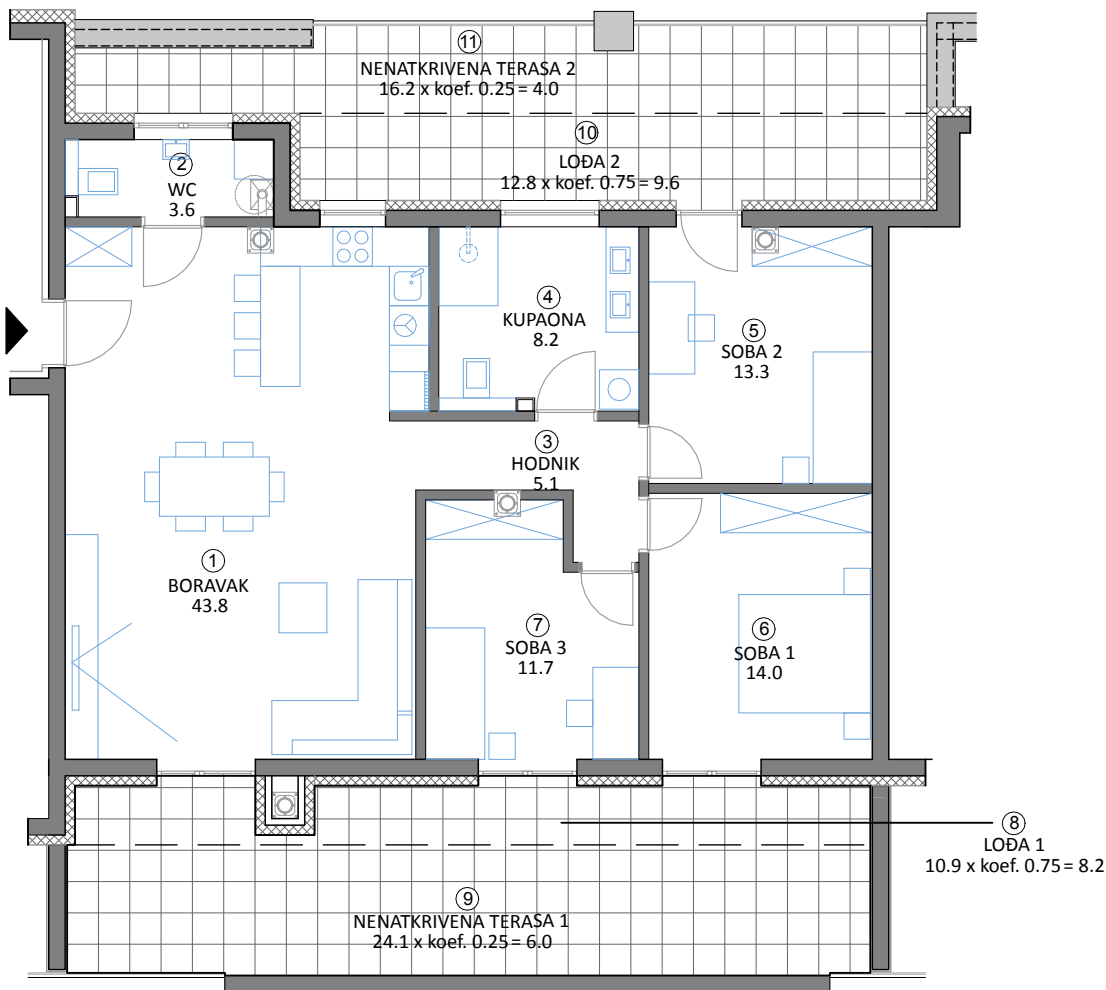 11
NENATKRIVENA TERASA 2
16.2 x koef. 0.25 = 4.0
10
LOĐA 2
12.8 x koef. 0.75 = 9.6
2
WC
3.6
4
KUPAONA
8.2
5
SOBA 2
13.3
3
HODNIK
5.1
1
BORAVAK
43.8
7
SOBA 3
11.7
6
SOBA 1
14.0
8
LOĐA 1
10.9 x koef. 0.75 = 8.2
9
NENATKRIVENA TERASA 1
24.1 x koef. 0.25 = 6.0